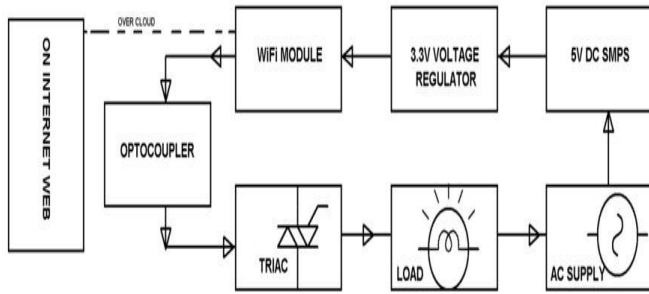 OVER CLOUD
ON INTERNET WEB
WiFi MODULE
3.3V VOLTAGE
REGULATOR
5V DC SMPS
OPTOCOUPLER
TRIAC
LOAD
AC SUPPLY